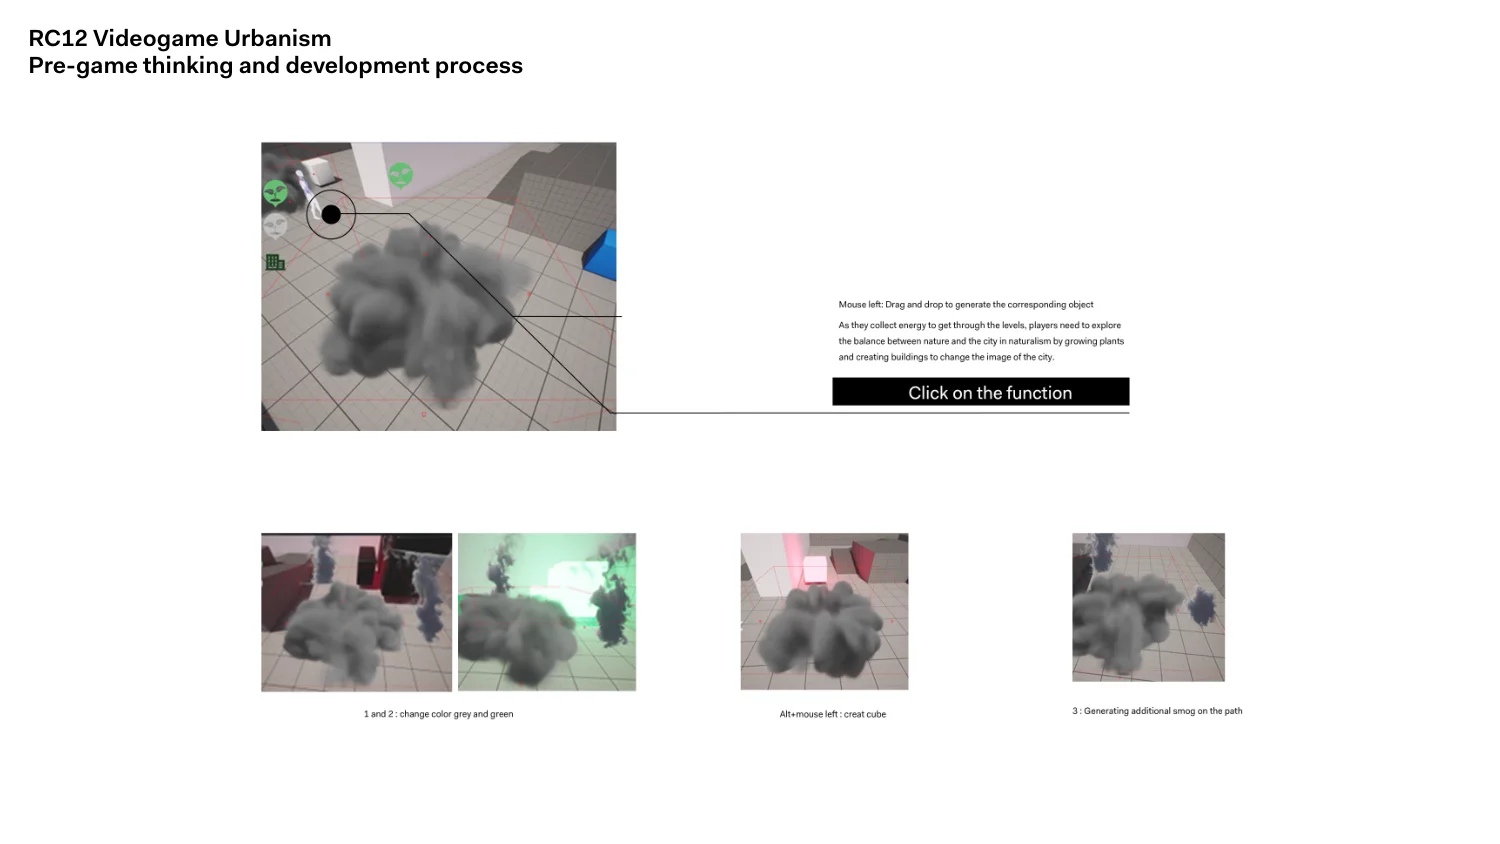 RC12 Videogame Urbanism
Pre-game thinking and development process
Mouse left: Drag and drop to generate the corresponding object
As they collect energy to get through the levels, players need to explore
the balance between nature and the city in naturalism by growing plants
and creating buildings to change the image of the city.
Click on the function
1 and 2 : change color grey and green
Alt+mouse left : creat cube
3 : Generating additional smog on the path